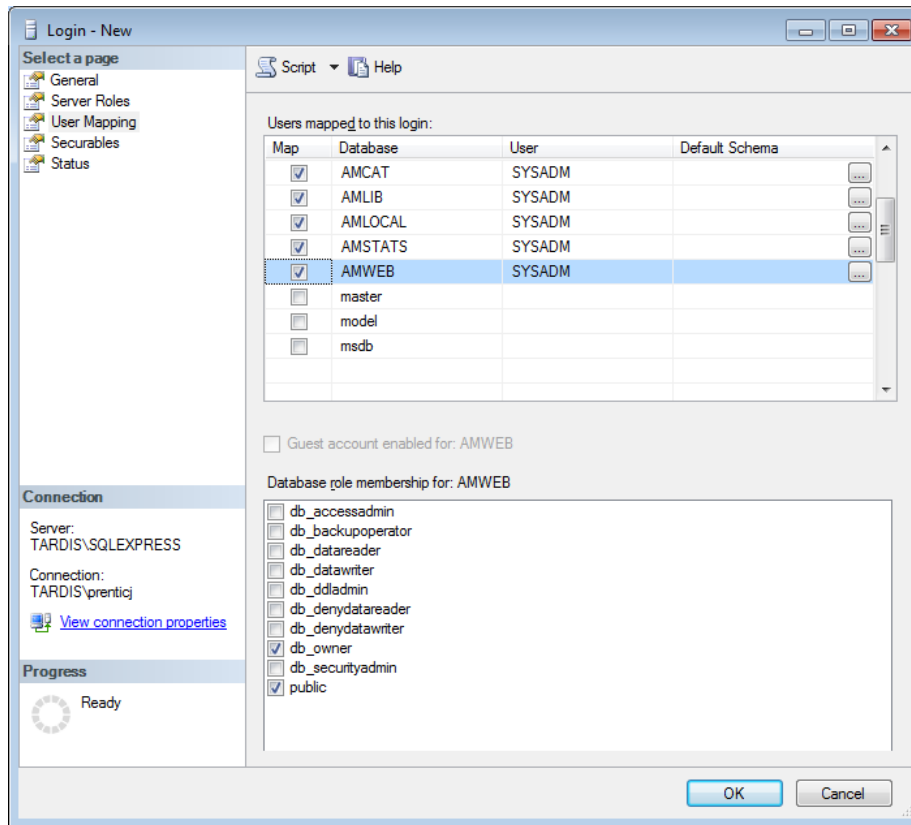 Login - New
Select a page
General
Server Roles
User Mapping
Securables
Status
Script Help
Users mapped to this login:
Map Database User Default Schema
AMCAT SYSADM ...
AMLIB SYSADM ...
AMLOCAL SYSADM ...
AMSTATS SYSADM ...
AMWEB SYSADM ...
master
model
msdb
Guest account enabled for: AMWEB
Database role membership for: AMWEB
db_accessadmin
db_backupoperator
db_datareader
db_datawriter
db_ddladmin
db_denydatareader
db_denydatawriter
db_owner
db_securityadmin
public
Connection
Server:
TARDIS\SQLEXPRESS
Connection:
TARDIS\prenticj
View connection properties
Progress
Ready
OK Cancel